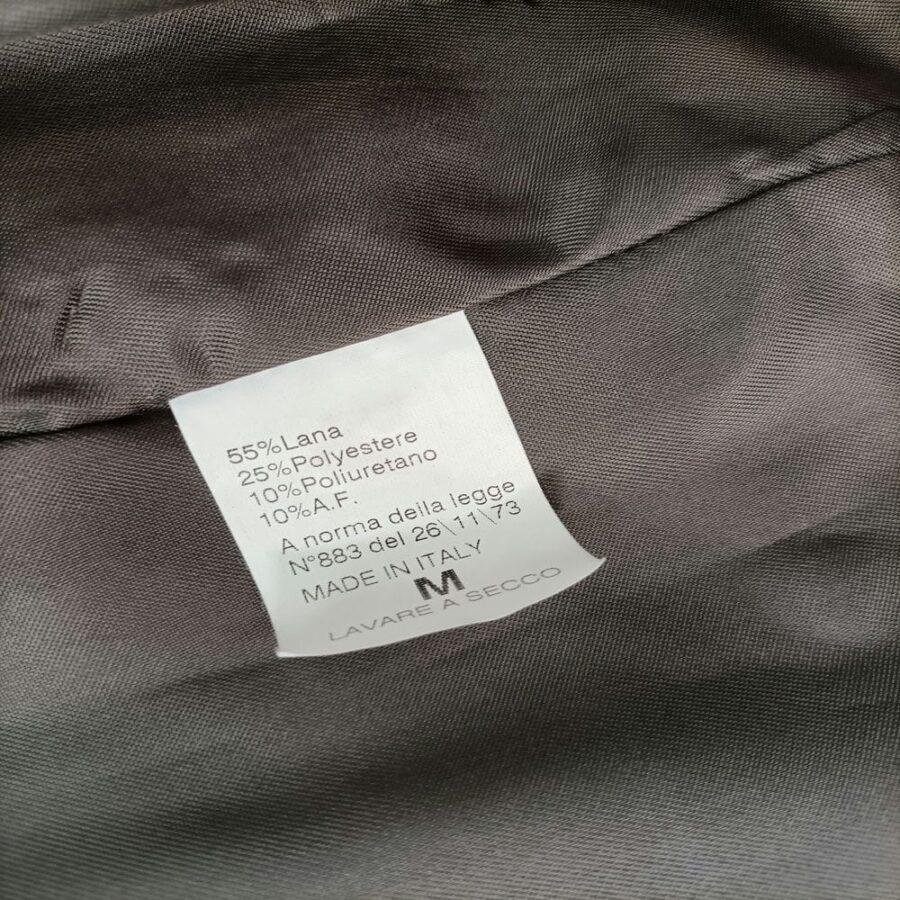 55%Lana
25%Polyestere
10%Poliuretano
10%A.F.
A norma della legge
N°883 del 26\11\73
MADE IN ITALY
M
LAVARE A SECCO